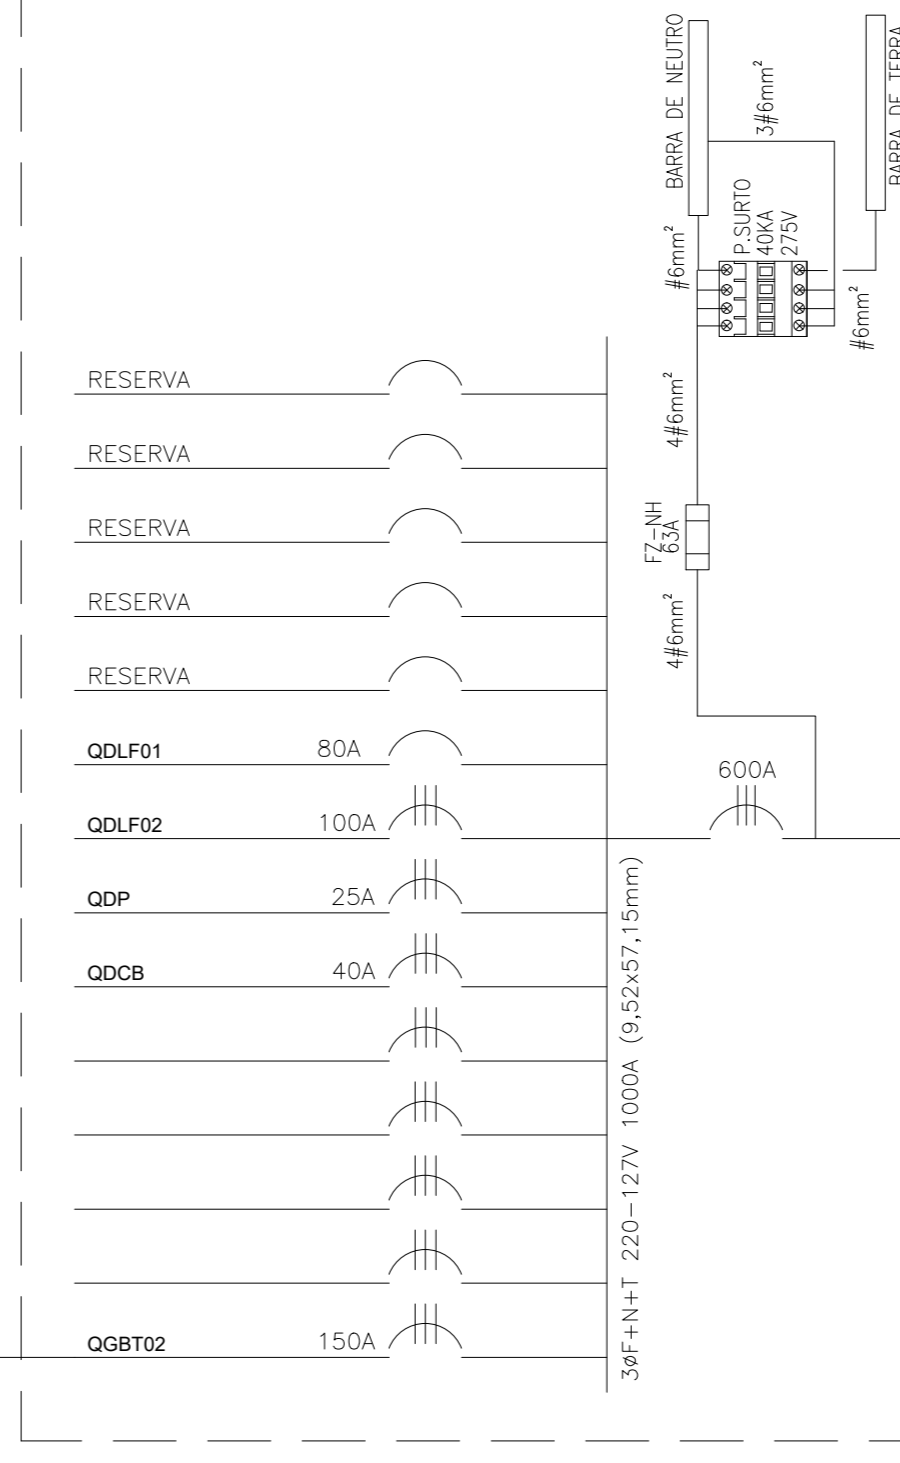 BARRA DE NEUTRO
3#6mm²
BARRA DE TERRA
P.SURTO
40KA
275V
#6mm²
#6mm²
4#6mm²
FZ-NH
63A
4#6mm²
RESERVA
RESERVA
RESERVA
RESERVA
RESERVA
QDLF01 80A
600A
QDLF02 100A
QDP 25A
QDCB 40A
QGBT02 150A
3øF+N+T 220-127V 1000A (9,52x57,15mm)